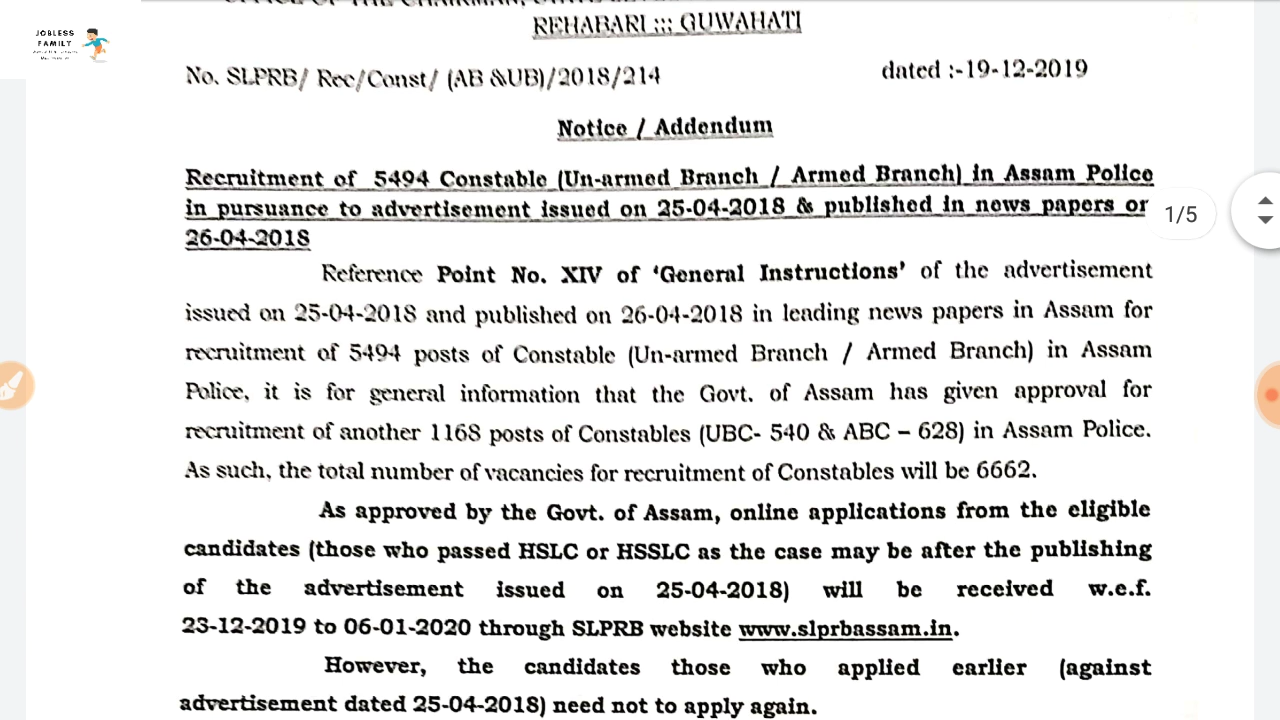 JOBLESS
FAMILY
REHABARI ::: GUWAHATI
No. SLPRB/ Rec/Const/ (AB &UB)/2018/214 dated :-19-12-2019
Notice / Addendum
Recruitment of 5494 Constable (Un-armed Branch / Armed Branch) in Assam Police
in pursuance to advertisement issued on 25-04-2018 & published in news papers or
26-04-2018
1/5
Reference Point No. XIV of 'General Instructions' of the advertisement
issued on 25-04-2018 and published on 26-04-2018 in leading news papers in Assam for
recruitment of 5494 posts of Constable (Un-armed Branch / Armed Branch) in Assam
Police, it is for general information that the Govt. of Assam has given approval for
recruitment of another 1168 posts of Constables (UBC- 540 & ABC – 628) in Assam Police.
As such, the total number of vacancies for recruitment of Constables will be 6662.
As approved by the Govt. of Assam, online applications from the eligible
candidates (those who passed HSLC or HSSLC as the case may be after the publishing
of the advertisement issued on 25-04-2018) will be received w.e.f.
23-12-2019 to 06-01-2020 through SLPRB website www.slprbassam.in.
However, the candidates those who applied earlier (against
advertisement dated 25-04-2018) need not to apply again.